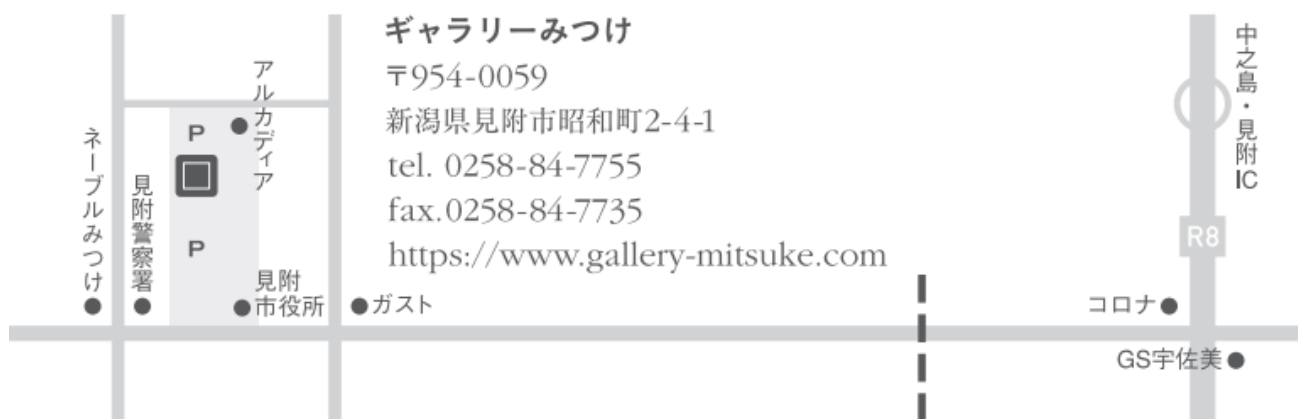 ギャラリーみつけ
〒954-0059
新潟県見附市昭和町2-4-1
tel. 0258-84-7755
fax.0258-84-7735
https://www.gallery-mitsuke.com
ネーブルみつけ
見附警察署
P
アルカディア
P
見附
市役所
ガスト
コロナ
GS宇佐美
R8
中之島・見附IC